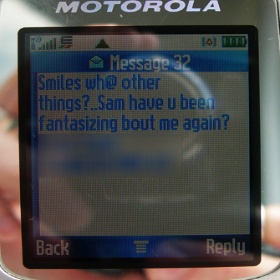 MOTOROLA
Message 32
Smiles wh@ other
things?..Sam have u been
fantasizing bout me again?
Back Reply